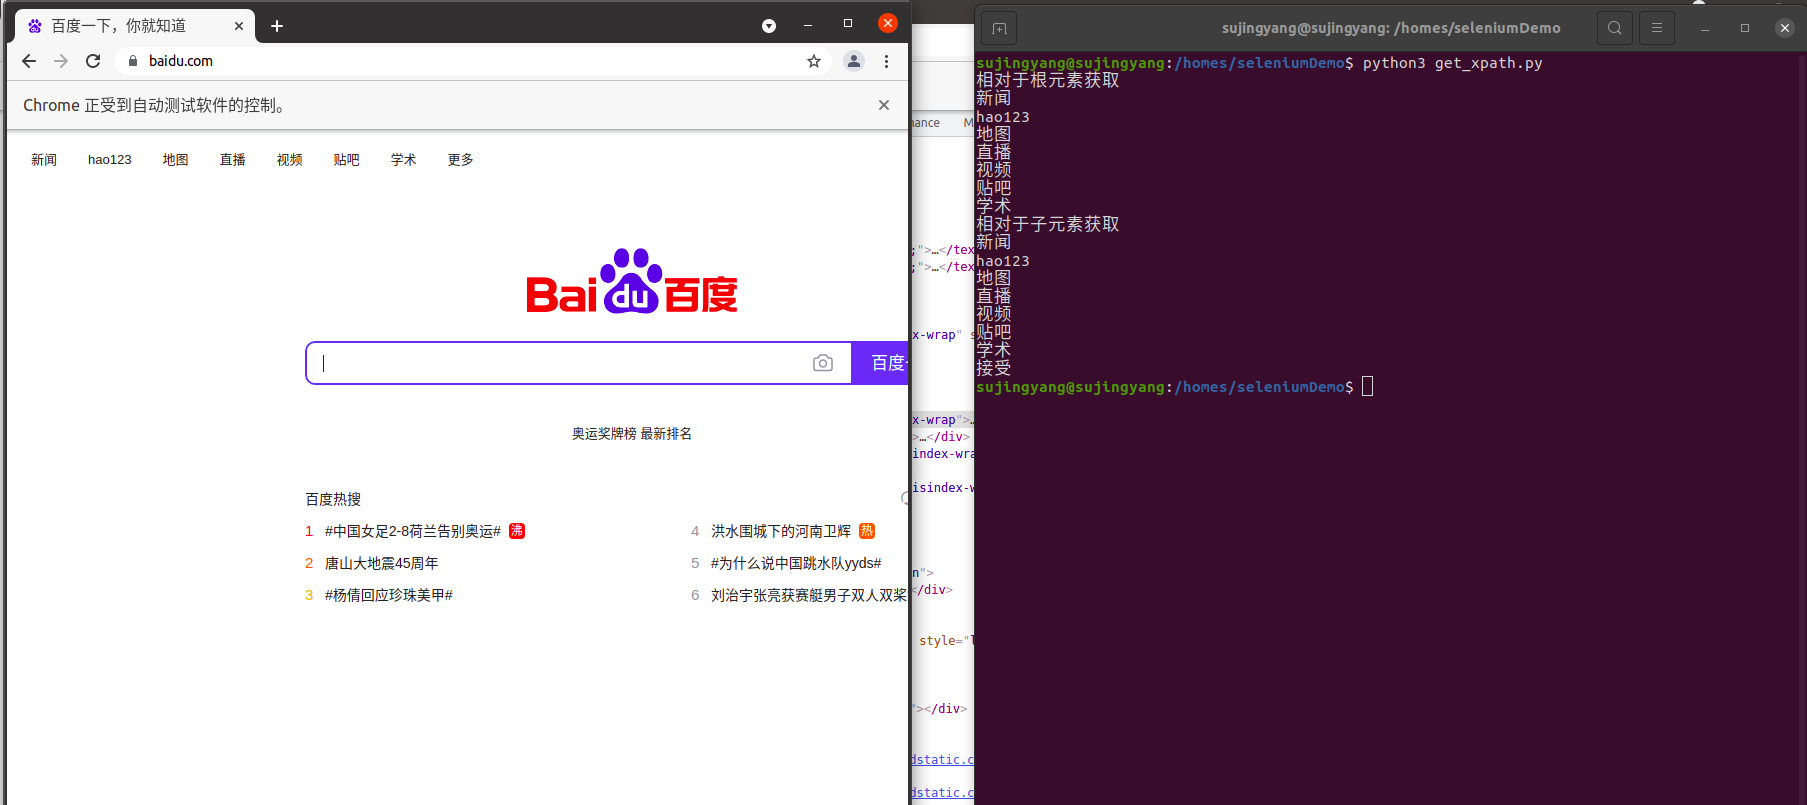 百度一下，你就知道
baidu.com
Chrome 正受到自动测试软件的控制。
新闻 hao123 地图 直播 视频 贴吧 学术 更多
Bai du 百度
百度一
奥运奖牌榜 最新排名
百度热搜
1 #中国女足2-8荷兰告别奥运# 沸
2 唐山大地震45周年
3 #杨倩回应珍珠美甲#
4 洪水围城下的河南卫辉 热
5 #为什么说中国跳水队yyds#
6 刘治宇张亮获赛艇男子双人双桨
nance M
;">…</tex
;">…</tex
x-wrap" s
x-wrap">…
>…</div>
index-wra
isindex-w
n">
</div>
style="l
"></div>
dstatic.c
dstatic.c
sujingyang@sujingyang: /homes/seleniumDemo
sujingyang@sujingyang:/homes/seleniumDemo$ python3 get_xpath.py
相对于根元素获取
新闻
hao123
地图
直播
视频
贴吧
学术
相对于子元素获取
新闻
hao123
地图
直播
视频
贴吧
学术
接受
sujingyang@sujingyang:/homes/seleniumDemo$